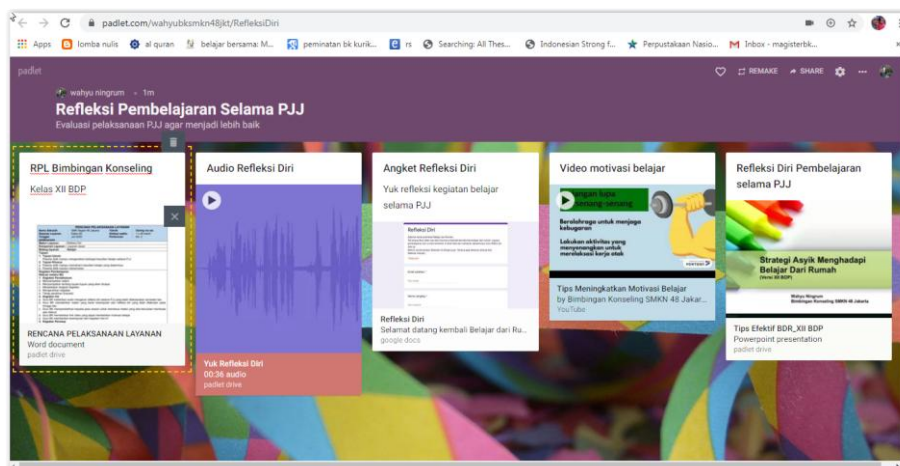 padlet.com/wahyubksmkn48jkt/RefleksiDiri
Apps
lomba nulis
al quran
belajar bersama: M...
peminatan bk kurik...
rs
Searching: All Thes...
Indonesian Strong f...
Perpustakaan Nasio...
Inbox - magisterbk...
padlet
REMAKE
SHARE
wahyu ningrum • 1m
Refleksi Pembelajaran Selama PJJ
Evaluasi pelaksanaan PJJ agar menjadi lebih baik
RPL Bimbingan Konseling
Kelas XII BDP
RENCANA PELAKSANAAN LAYANAN
Word document
padlet drive
Audio Refleksi Diri
Yuk Refleksi Diri
00:36 audio
padlet drive
Angket Refleksi Diri
Yuk refleksi kegiatan belajar
selama PJJ
Refleksi Diri
Refleksi Diri
Selamat datang kembali Belajar dari Ru...
google docs
Video motivasi belajar
senang-senang
Berolahraga untuk menjaga
kebugaran
Lakukan aktivitas yang
menyenangkan untuk
merelaksasi kerja otak
Tips Meningkatkan Motivasi Belajar
by Bimbingan Konseling SMKN 48 Jakar...
YouTube
Refleksi Diri Pembelajaran
selama PJJ
Strategi Asyik Menghadapi
Belajar Dari Rumah
(Versi XII BDP)
Wahyu Ningrum
Bimbingan Konseling SMKN 48 Jakarta
Tips Efektif BDR_XII BDP
Powerpoint presentation
padlet drive